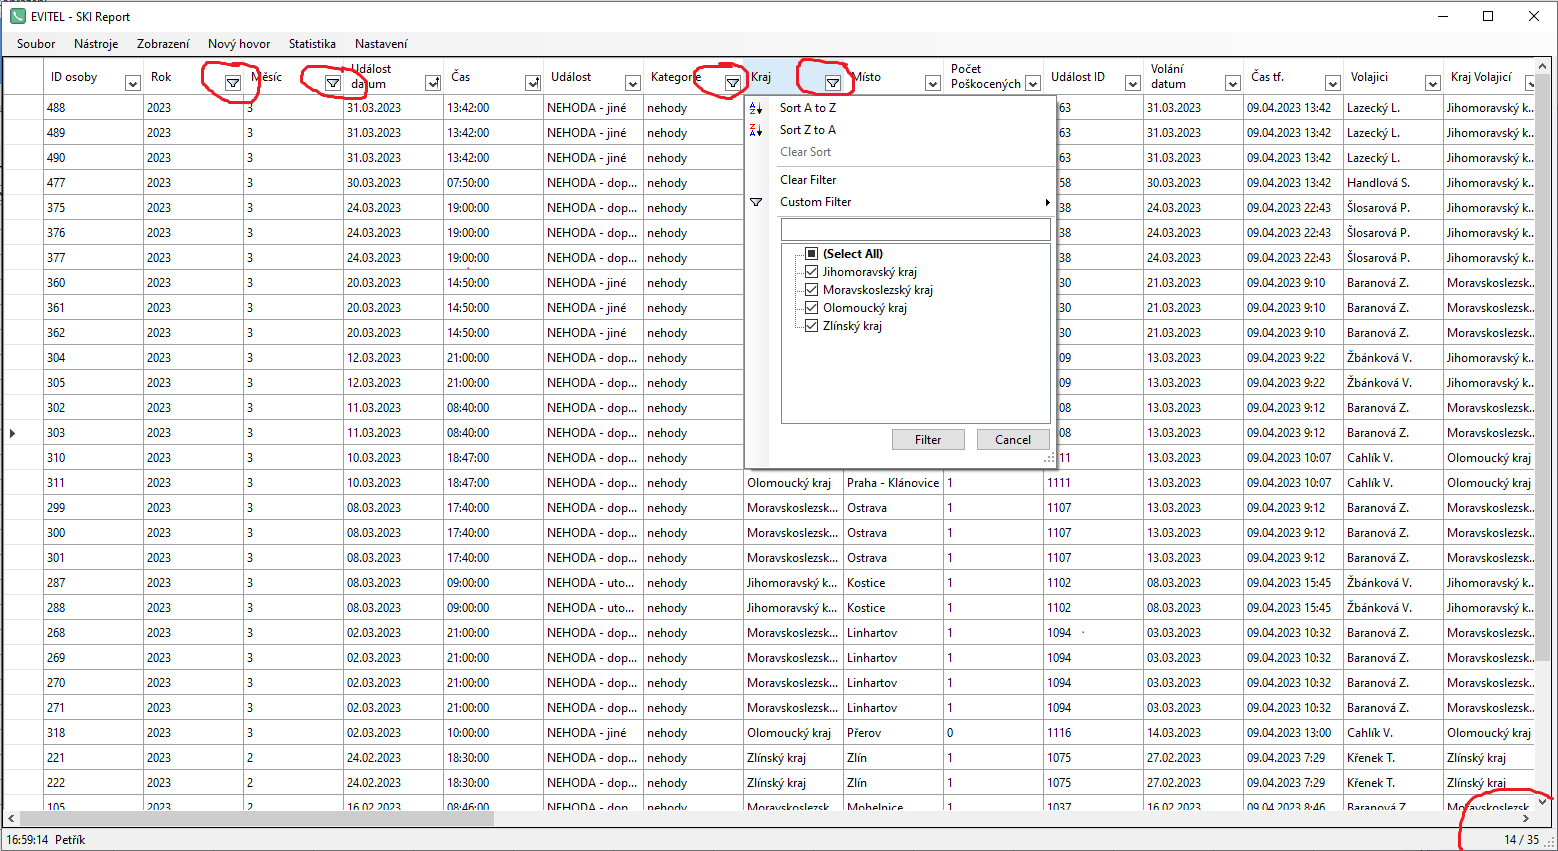 EVITEL - SKI Report
Soubor Nástroje Zobrazení Nový hovor Statistika Nastavení
ID osoby Rok Měsíc Událost datum Čas Událost Kategorie Kraj Místo Počet Poškocených Událost ID Volání datum Čas tř. Volajici Kraj Volající
488 2023 3 31.03.2023 13:42:00 NEHODA - jiné nehody 63 31.03.2023 09.04.2023 13:42 Lazecký L. Jihomoravský k...
489 2023 3 31.03.2023 13:42:00 NEHODA - jiné nehody 63 31.03.2023 09.04.2023 13:42 Lazecký L. Jihomoravský k...
490 2023 3 31.03.2023 13:42:00 NEHODA - jiné nehody 63 31.03.2023 09.04.2023 13:42 Lazecký L. Jihomoravský k...
477 2023 3 30.03.2023 07:50:00 NEHODA - dop... nehody 58 30.03.2023 09.04.2023 13:42 Handlová S. Jihomoravský k...
375 2023 3 24.03.2023 19:00:00 NEHODA - dop... nehody 38 24.03.2023 09.04.2023 22:43 Šlosarová P. Jihomoravský k...
376 2023 3 24.03.2023 19:00:00 NEHODA - dop... nehody 38 24.03.2023 09.04.2023 22:43 Šlosarová P. Jihomoravský k...
377 2023 3 24.03.2023 19:00:00 NEHODA - dop... nehody 38 24.03.2023 09.04.2023 22:43 Šlosarová P. Jihomoravský k...
360 2023 3 20.03.2023 14:50:00 NEHODA - jiné nehody 30 21.03.2023 09.04.2023 9:10 Baranová Z. Moravskoslezsk...
361 2023 3 20.03.2023 14:50:00 NEHODA - jiné nehody 30 21.03.2023 09.04.2023 9:10 Baranová Z. Moravskoslezsk...
362 2023 3 20.03.2023 14:50:00 NEHODA - jiné nehody 30 21.03.2023 09.04.2023 9:10 Baranová Z. Moravskoslezsk...
304 2023 3 12.03.2023 21:00:00 NEHODA - dop... nehody 09 13.03.2023 09.04.2023 9:22 Žbánková V. Jihomoravský k...
305 2023 3 12.03.2023 21:00:00 NEHODA - dop... nehody 09 13.03.2023 09.04.2023 9:22 Žbánková V. Jihomoravský k...
302 2023 3 11.03.2023 08:40:00 NEHODA - dop... nehody 08 13.03.2023 09.04.2023 9:12 Baranová Z. Moravskoslezsk...
303 2023 3 11.03.2023 08:40:00 NEHODA - dop... nehody 08 13.03.2023 09.04.2023 9:12 Baranová Z. Moravskoslezsk...
310 2023 3 10.03.2023 18:47:00 NEHODA - dop... nehody 11 13.03.2023 09.04.2023 10:07 Cahlík V. Olomoucký kraj
311 2023 3 10.03.2023 18:47:00 NEHODA - dop... nehody Olomoucký kraj Praha - Klánovice 1 1111 13.03.2023 09.04.2023 10:07 Cahlík V. Olomoucký kraj
299 2023 3 08.03.2023 17:40:00 NEHODA - dop... nehody Moravskoslezsk... Ostrava 1 1107 13.03.2023 09.04.2023 9:12 Baranová Z. Moravskoslezsk...
300 2023 3 08.03.2023 17:40:00 NEHODA - dop... nehody Moravskoslezsk... Ostrava 1 1107 13.03.2023 09.04.2023 9:12 Baranová Z. Moravskoslezsk...
301 2023 3 08.03.2023 17:40:00 NEHODA - dop... nehody Moravskoslezsk... Ostrava 1 1107 13.03.2023 09.04.2023 9:12 Baranová Z. Moravskoslezsk...
287 2023 3 08.03.2023 09:00:00 NEHODA - uto... nehody Jihomoravský k... Kostice 1 1102 08.03.2023 09.04.2023 15:45 Žbánková V. Jihomoravský k...
288 2023 3 08.03.2023 09:00:00 NEHODA - uto... nehody Jihomoravský k... Kostice 1 1102 08.03.2023 09.04.2023 15:45 Žbánková V. Jihomoravský k...
268 2023 3 02.03.2023 21:00:00 NEHODA - dop... nehody Moravskoslezsk... Linhartov 1 1094 03.03.2023 09.04.2023 10:32 Baranová Z. Moravskoslezsk...
269 2023 3 02.03.2023 21:00:00 NEHODA - dop... nehody Moravskoslezsk... Linhartov 1 1094 03.03.2023 09.04.2023 10:32 Baranová Z. Moravskoslezsk...
270 2023 3 02.03.2023 21:00:00 NEHODA - dop... nehody Moravskoslezsk... Linhartov 1 1094 03.03.2023 09.04.2023 10:32 Baranová Z. Moravskoslezsk...
271 2023 3 02.03.2023 21:00:00 NEHODA - dop... nehody Moravskoslezsk... Linhartov 1 1094 03.03.2023 09.04.2023 10:32 Baranová Z. Moravskoslezsk...
318 2023 3 02.03.2023 10:00:00 NEHODA - jiné nehody Olomoucký kraj Přerov 0 1116 14.03.2023 09.04.2023 13:00 Cahlík V. Olomoucký kraj
221 2023 2 24.02.2023 18:30:00 NEHODA - dop... nehody Zlínský kraj Zlín 1 1075 27.02.2023 09.04.2023 7:29 Křenek T. Zlínský kraj
222 2023 2 24.02.2023 18:30:00 NEHODA - dop... nehody Zlínský kraj Zlín 1 1075 27.02.2023 09.04.2023 7:29 Křenek T. Zlínský kraj
105 2023 2 16.02.2023 08:46:00 NEHODA - dop... nehody Moravskoslezsk... Mohelnice 1 1037 16.02.2023 09.04.2023 8:46 Baranová Z. Moravskoslezsk...
Sort A to Z
Sort Z to A
Clear Sort
Clear Filter
Custom Filter
(Select All)
Jihomoravský kraj
Moravskoslezský kraj
Olomoucký kraj
Zlínský kraj
Filter Cancel
16:59:14 Petřík 14 / 35